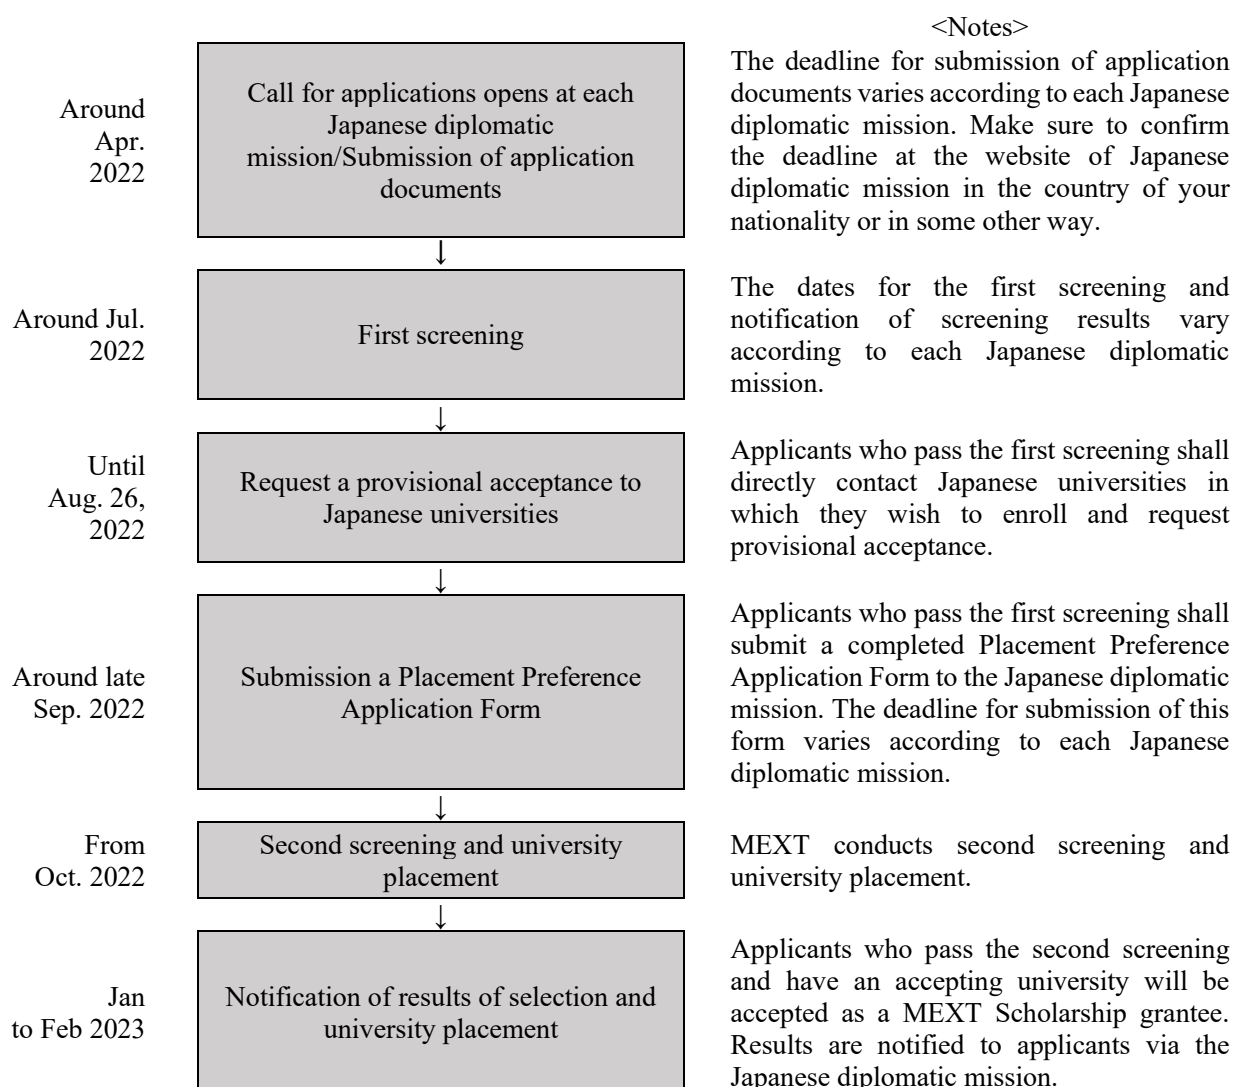 <Notes>
Around
Apr.
2022
Call for applications opens at each
Japanese diplomatic
mission/Submission of application
documents
The deadline for submission of application
documents varies according to each Japanese
diplomatic mission. Make sure to confirm
the deadline at the website of Japanese
diplomatic mission in the country of your
nationality or in some other way.
↓
Around Jul.
2022
First screening
The dates for the first screening and
notification of screening results vary
according to each Japanese diplomatic
mission.
↓
Until
Aug. 26,
2022
Request a provisional acceptance to
Japanese universities
Applicants who pass the first screening shall
directly contact Japanese universities in
which they wish to enroll and request
provisional acceptance.
↓
Around late
Sep. 2022
Submission a Placement Preference
Application Form
Applicants who pass the first screening shall
submit a completed Placement Preference
Application Form to the Japanese diplomatic
mission. The deadline for submission of this
form varies according to each Japanese
diplomatic mission.
↓
From
Oct. 2022
Second screening and university
placement
MEXT conducts second screening and
university placement.
↓
Jan
to Feb 2023
Notification of results of selection and
university placement
Applicants who pass the second screening
and have an accepting university will be
accepted as a MEXT Scholarship grantee.
Results are notified to applicants via the
Japanese diplomatic mission.